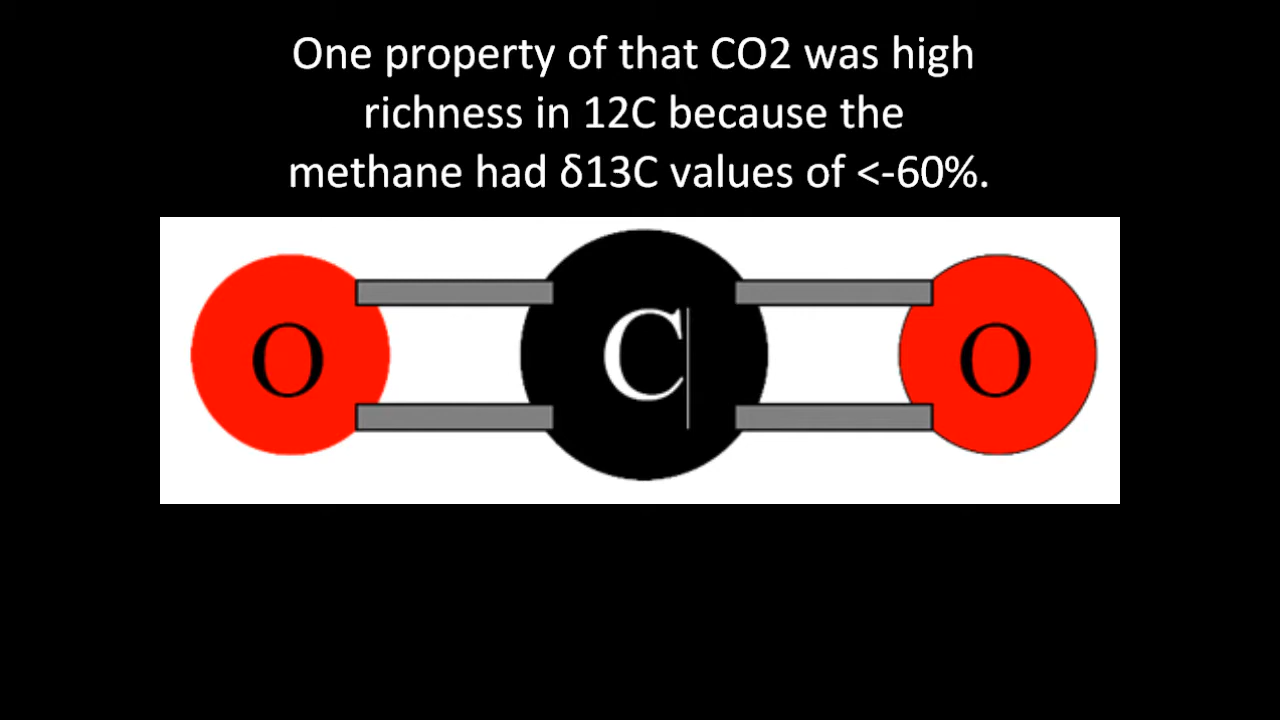 One property of that CO2 was high
richness in 12C because the
methane had δ13C values of <-60%.
O C O